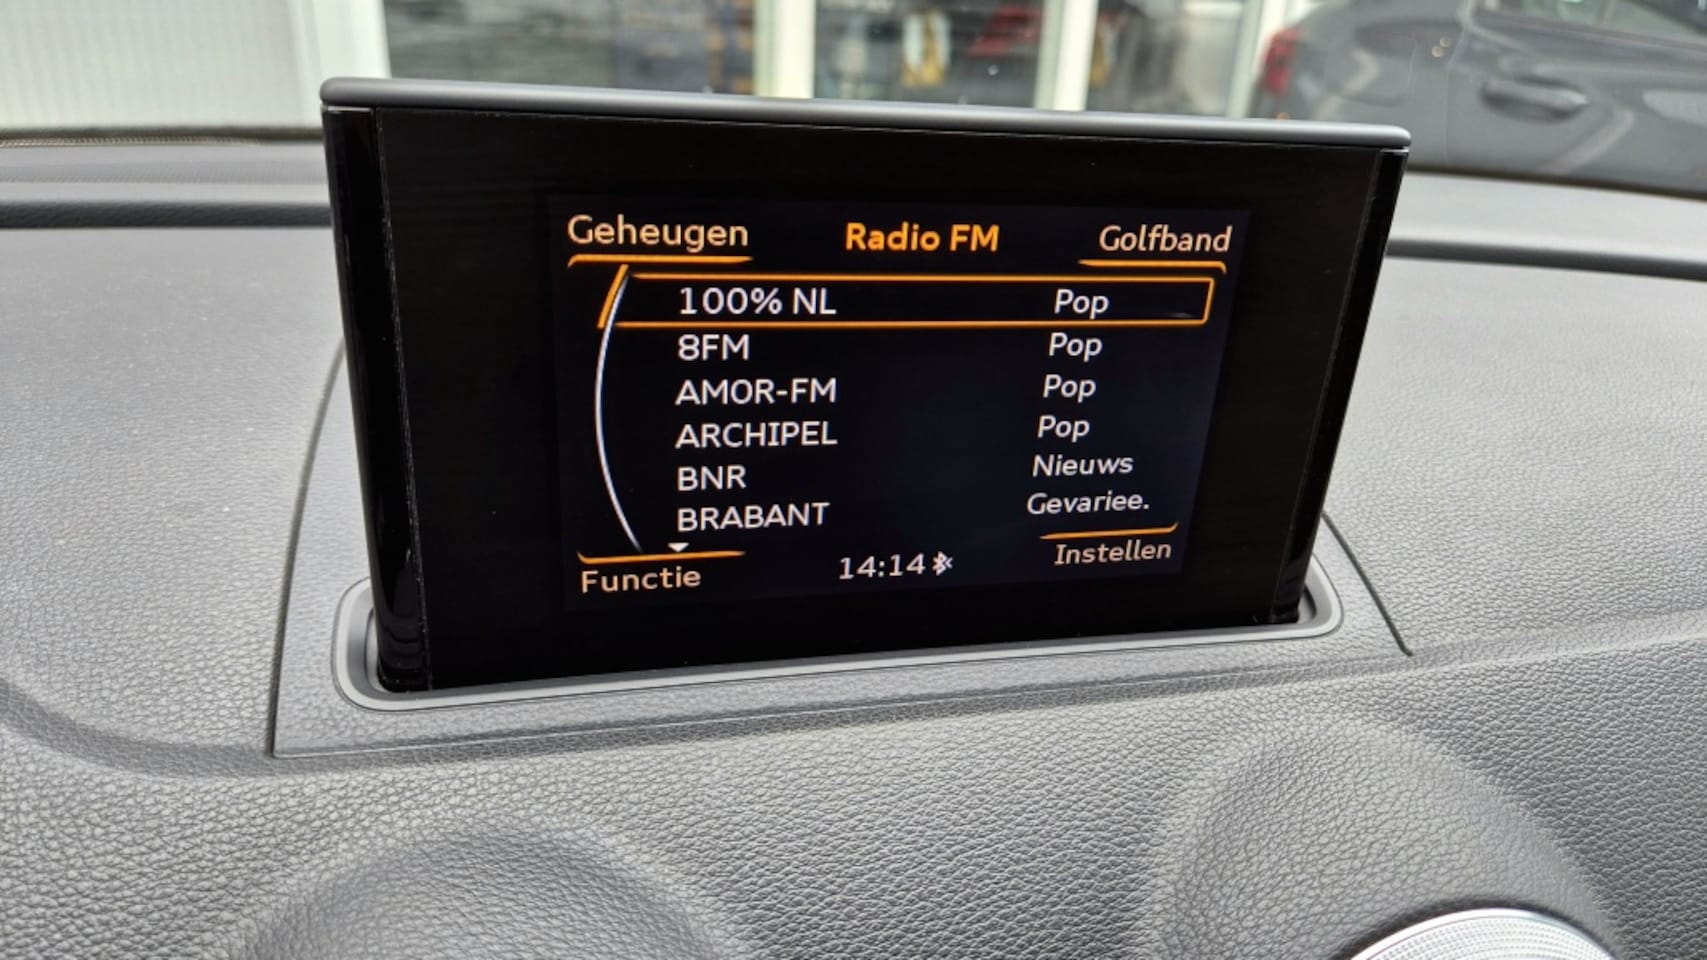 Geheugen Radio FM Golfband
100% NL Pop
8FM Pop
AMOR-FM Pop
ARCHIPEL Pop
BNR Nieuws
BRABANT Gevariee.
Functie 14:14 Instellen